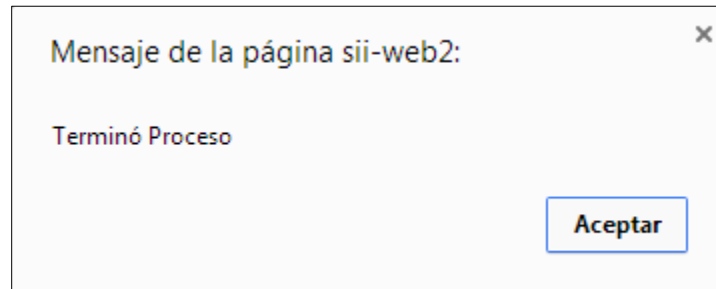 Mensaje de la página sii-web2:
Terminó Proceso
Aceptar